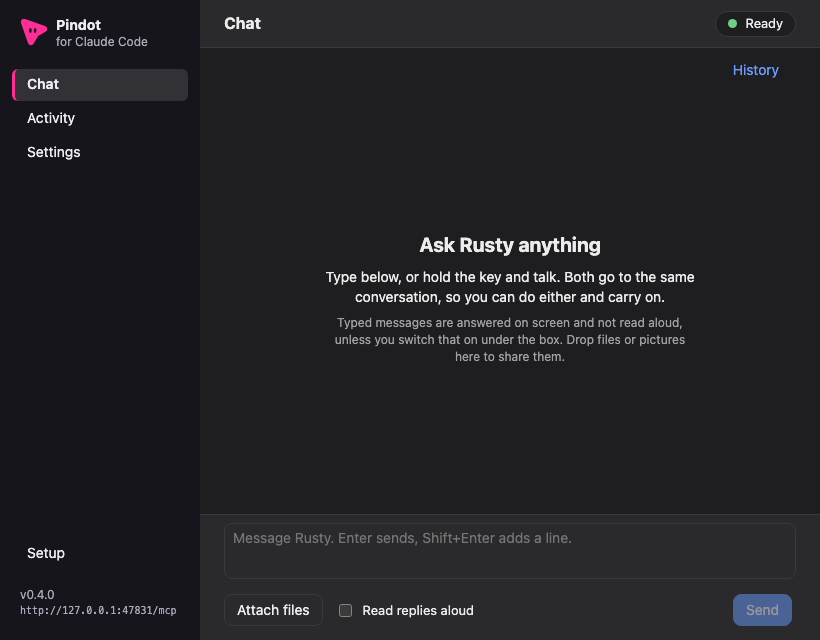 Pindot
for Claude Code
Chat
Activity
Settings
Setup
v0.4.0
http://127.0.0.1:47831/mcp
Chat
Ready
History
Ask Rusty anything
Type below, or hold the key and talk. Both go to the same
conversation, so you can do either and carry on.
Typed messages are answered on screen and not read aloud,
unless you switch that on under the box. Drop files or pictures
here to share them.
Message Rusty. Enter sends, Shift+Enter adds a line.
Attach files
Read replies aloud
Send